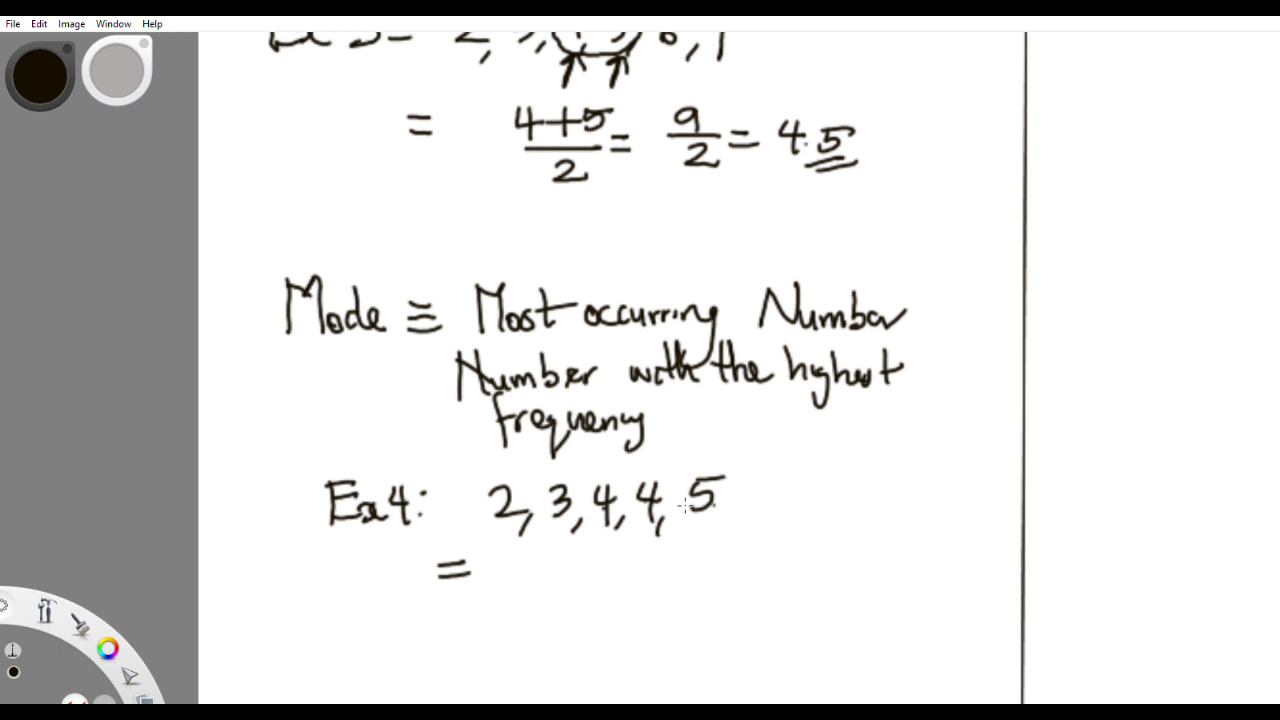 File Edit Image Window Help
= 4+5/2 = 9/2 = 4.5
Mode ≡ Most occurring Number
Number with the highest
frequency
Ex4: 2, 3, 4, 4, 5
=